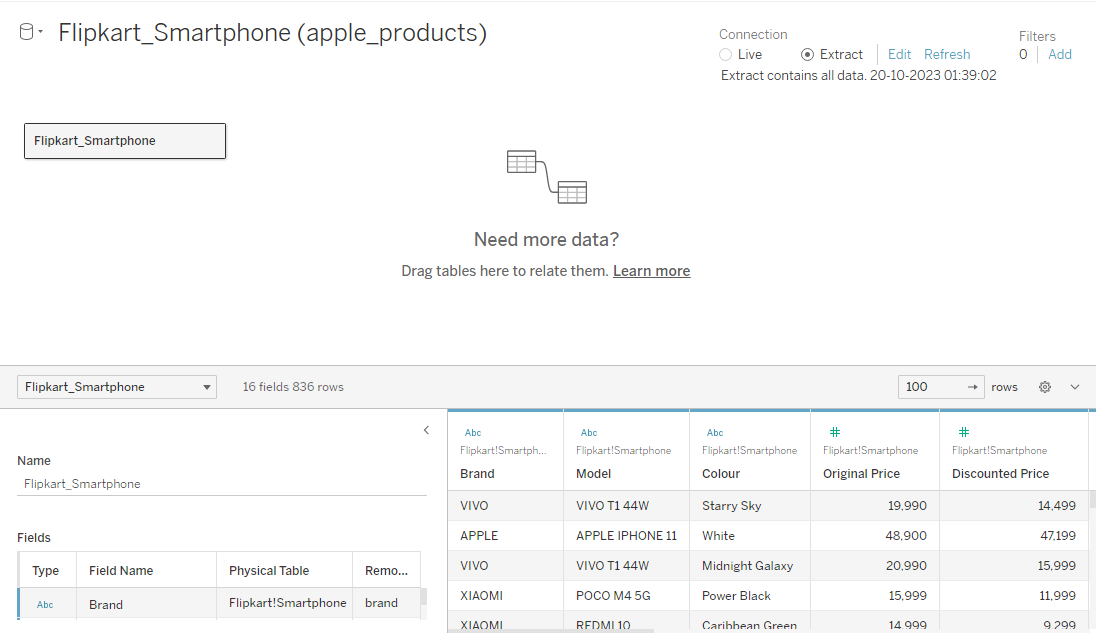 Flipkart_Smartphone (apple_products)
Connection
Live Extract Edit Refresh
Extract contains all data. 20-10-2023 01:39:02
Filters
0 Add
Flipkart_Smartphone
Need more data?
Drag tables here to relate them. Learn more
Flipkart_Smartphone 16 fields 836 rows 100 → rows
Name
Flipkart_Smartphone
Fields
Type Field Name Physical Table Remo...
Abc Brand Flipkart!Smartphone brand
Abc Abc Abc # #
Flipkart!Smartph... Flipkart!Smartphone Flipkart!Smartphone Flipkart!Smartphone Flipkart!Smartphone
Brand Model Colour Original Price Discounted Price
VIVO VIVO T1 44W Starry Sky 19,990 14,499
APPLE APPLE IPHONE 11 White 48,900 47,199
VIVO VIVO T1 44W Midnight Galaxy 20,990 15,999
XIAOMI POCO M4 5G Power Black 15,999 11,999
XIAOMI REDMI 10 Caribbean Green 14,999 9,299